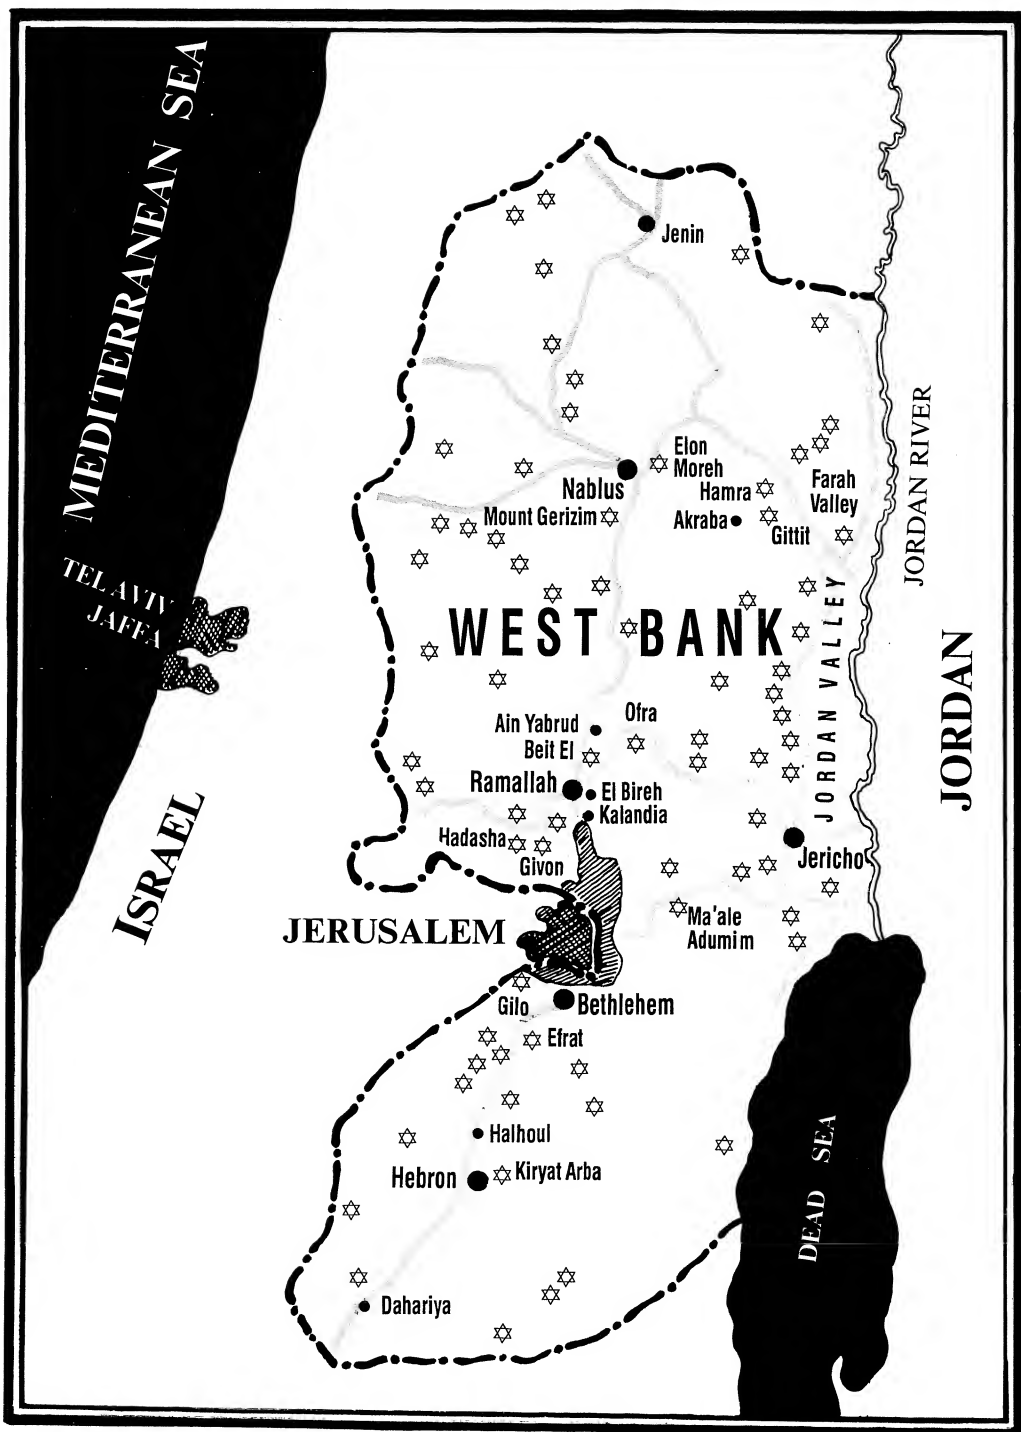 MEDITERRANEAN SEA
Jenin
JORDAN RIVER
Elon
Moreh
Nablus
Hamra
Farah
Valley
Mount Gerizim
Akraba
Gittit
TEL AVIV
JAFFA
WEST BANK
JORDAN VALLEY
JORDAN
Ofra
Ain Yabrud
Beit El
Ramallah
El Bireh
Kalandia
ISRAEL
Hadasha
Givon
Jericho
JERUSALEM
Ma'ale
Adumim
Gilo
Bethlehem
Efrat
Halhoul
Hebron
Kiryat Arba
DEAD SEA
Dahariya